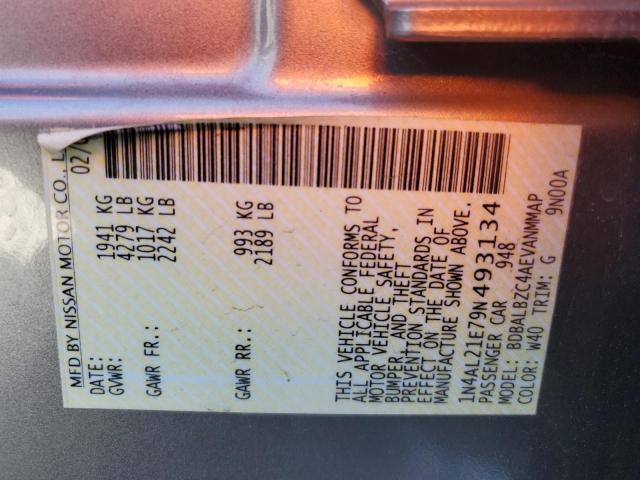 MFD BY NISSAN MOTOR CO., L
DATE: 02/
GVWR: 1941 KG
4279 LB
GAWR FR: 1017 KG
2242 LB
GAWR RR: 993 KG
2189 LB
THIS VEHICLE CONFORMS TO
ALL APPLICABLE FEDERAL
MOTOR VEHICLE SAFETY,
BUMPER, AND THEFT
PREVENTION STANDARDS IN
EFFECT ON THE DATE OF
MANUFACTURE SHOWN ABOVE.
1N4AL21E79N493134
PASSENGER CAR 948
MODEL: BDBALBZC4AEVANMMAP
COLOR: W40 TRIM: G 9N00A